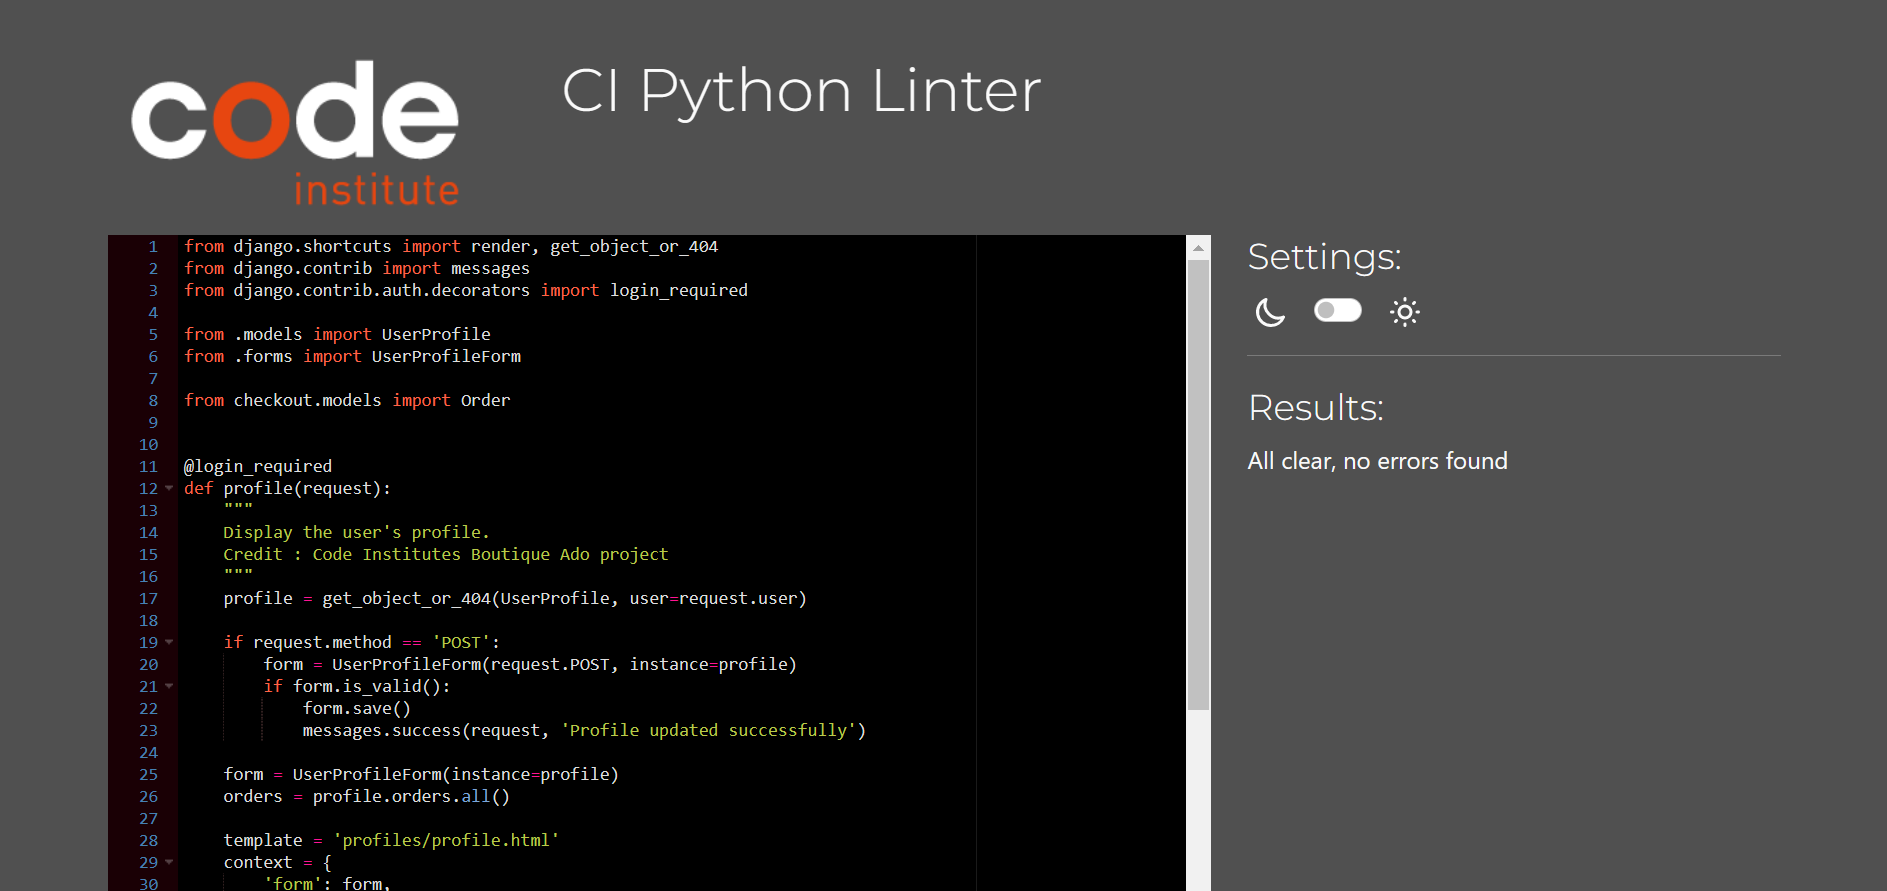 code
institute
CI Python Linter
1 from django.shortcuts import render, get_object_or_404
2 from django.contrib import messages
3 from django.contrib.auth.decorators import login_required
4
5 from .models import UserProfile
6 from .forms import UserProfileForm
7
8 from checkout.models import Order
9
10
11 @login_required
12 def profile(request):
13     """
14     Display the user's profile.
15     Credit : Code Institutes Boutique Ado project
16     """
17     profile = get_object_or_404(UserProfile, user=request.user)
18
19     if request.method == 'POST':
20         form = UserProfileForm(request.POST, instance=profile)
21         if form.is_valid():
22             form.save()
23             messages.success(request, 'Profile updated successfully')
24
25     form = UserProfileForm(instance=profile)
26     orders = profile.orders.all()
27
28     template = 'profiles/profile.html'
29     context = {
30         'form': form,
Settings:
Results:
All clear, no errors found